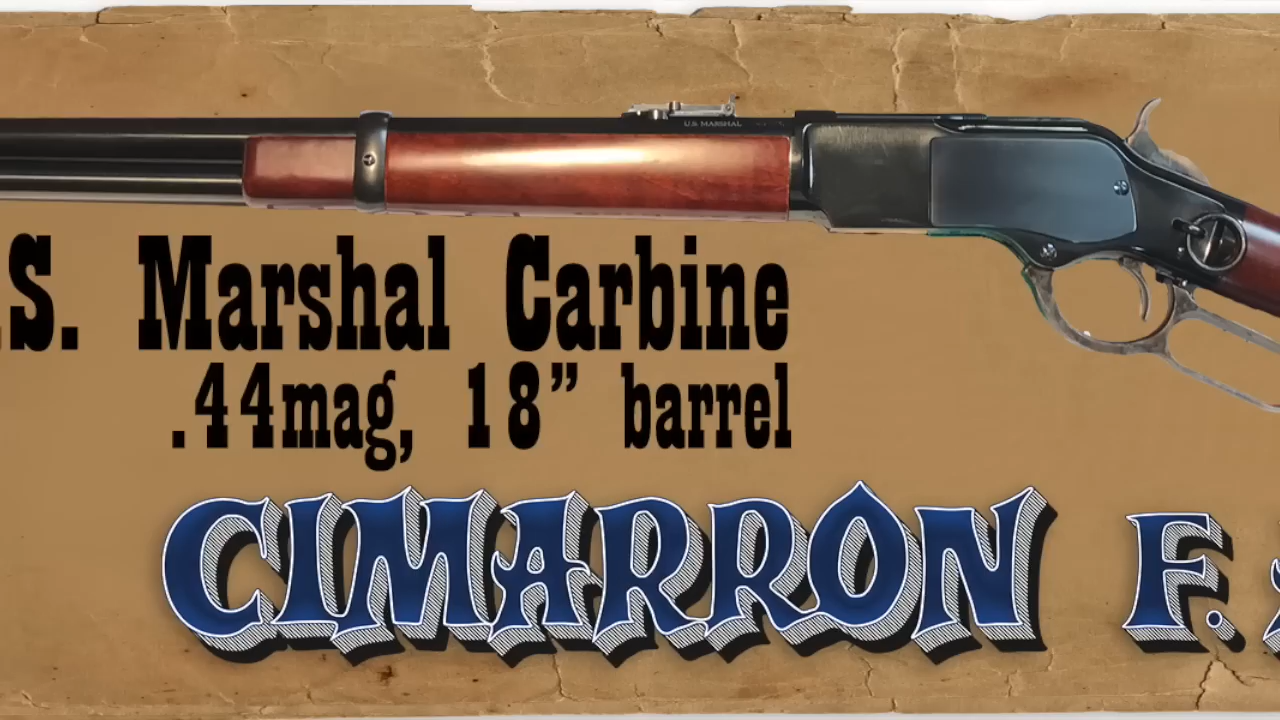 U.S. MARSHAL
.S. Marshal Carbine
.44mag, 18” barrel
CIMARRON F.